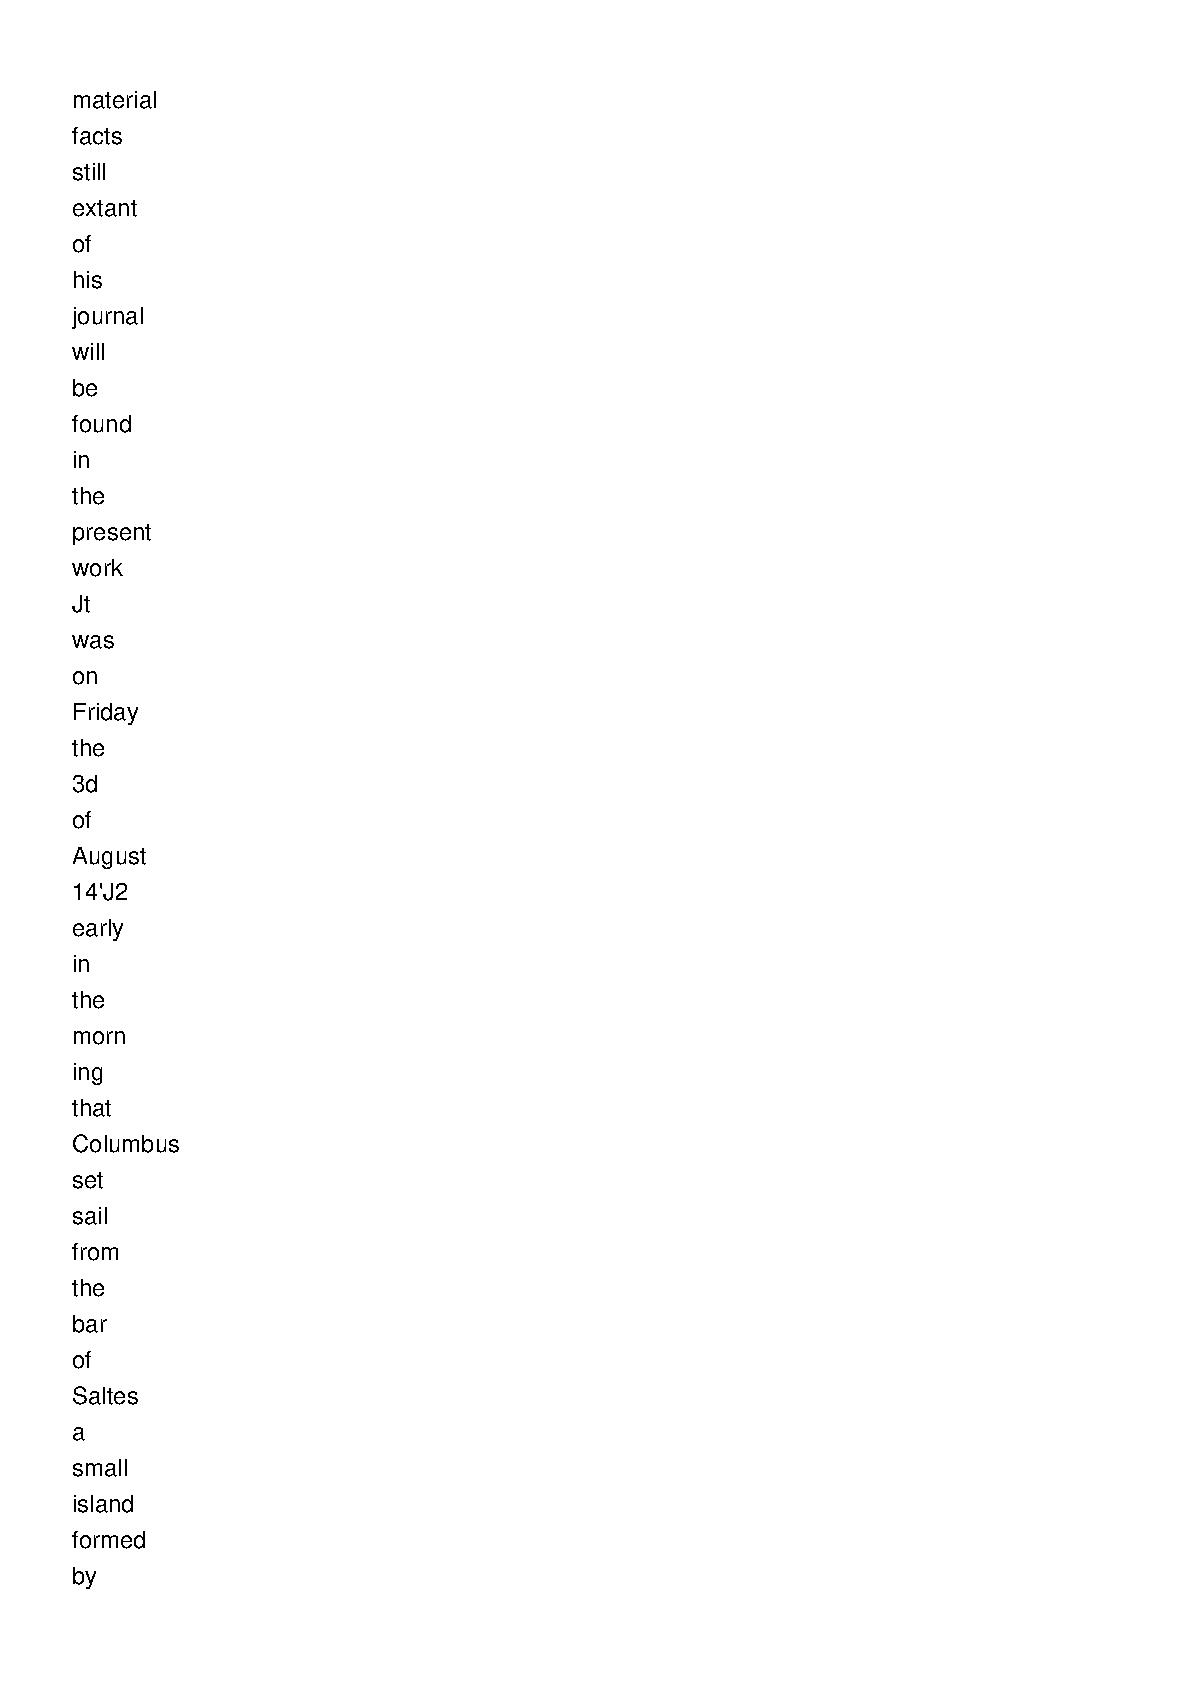 material
facts
still
extant
of
his
journal
will
be
found
in
the
present
work
Jt
was
on
Friday
the
3d
of
August
14'J2
early
in
the
morn
ing
that
Columbus
set
sail
from
the
bar
of
Saltes
a
small
island
formed
by